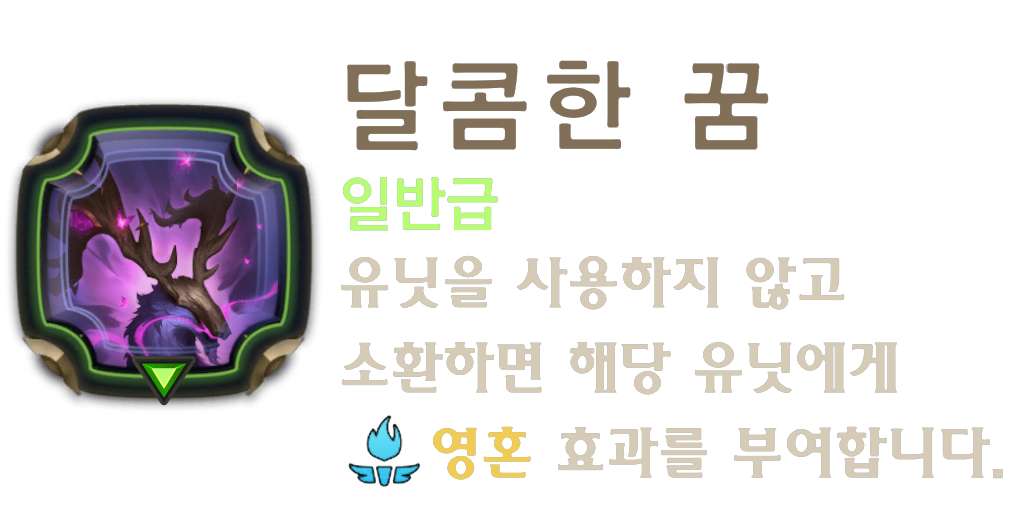 달콤한 꿈
일반급
유닛을 사용하지 않고
소환하면 해당 유닛에게
영혼 효과를 부여합니다.